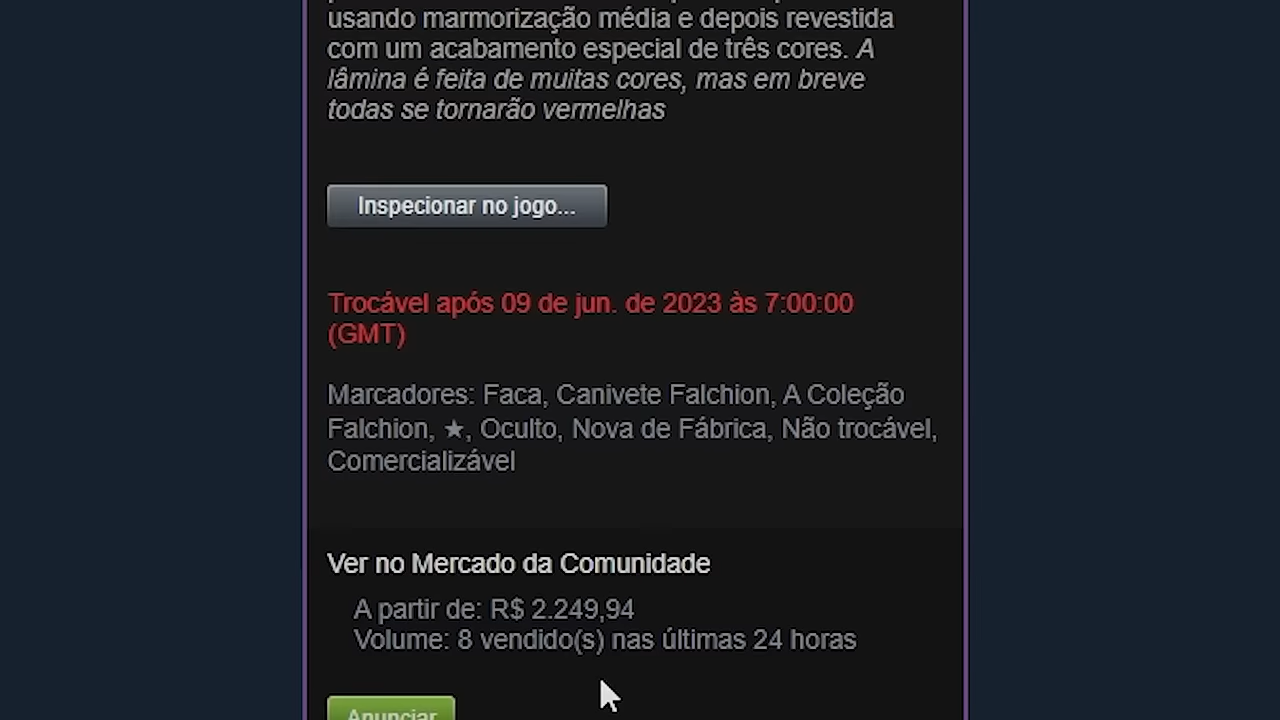 usando marmorização média e depois revestida
com um acabamento especial de três cores. A
lâmina é feita de muitas cores, mas em breve
todas se tornarão vermelhas
Inspecionar no jogo...
Trocável após 09 de jun. de 2023 às 7:00:00
(GMT)
Marcadores: Faca, Canivete Falchion, A Coleção
Falchion, ★, Oculto, Nova de Fábrica, Não trocável,
Comercializável
Ver no Mercado da Comunidade
A partir de: R$ 2.249,94
Volume: 8 vendido(s) nas últimas 24 horas
Anunciar